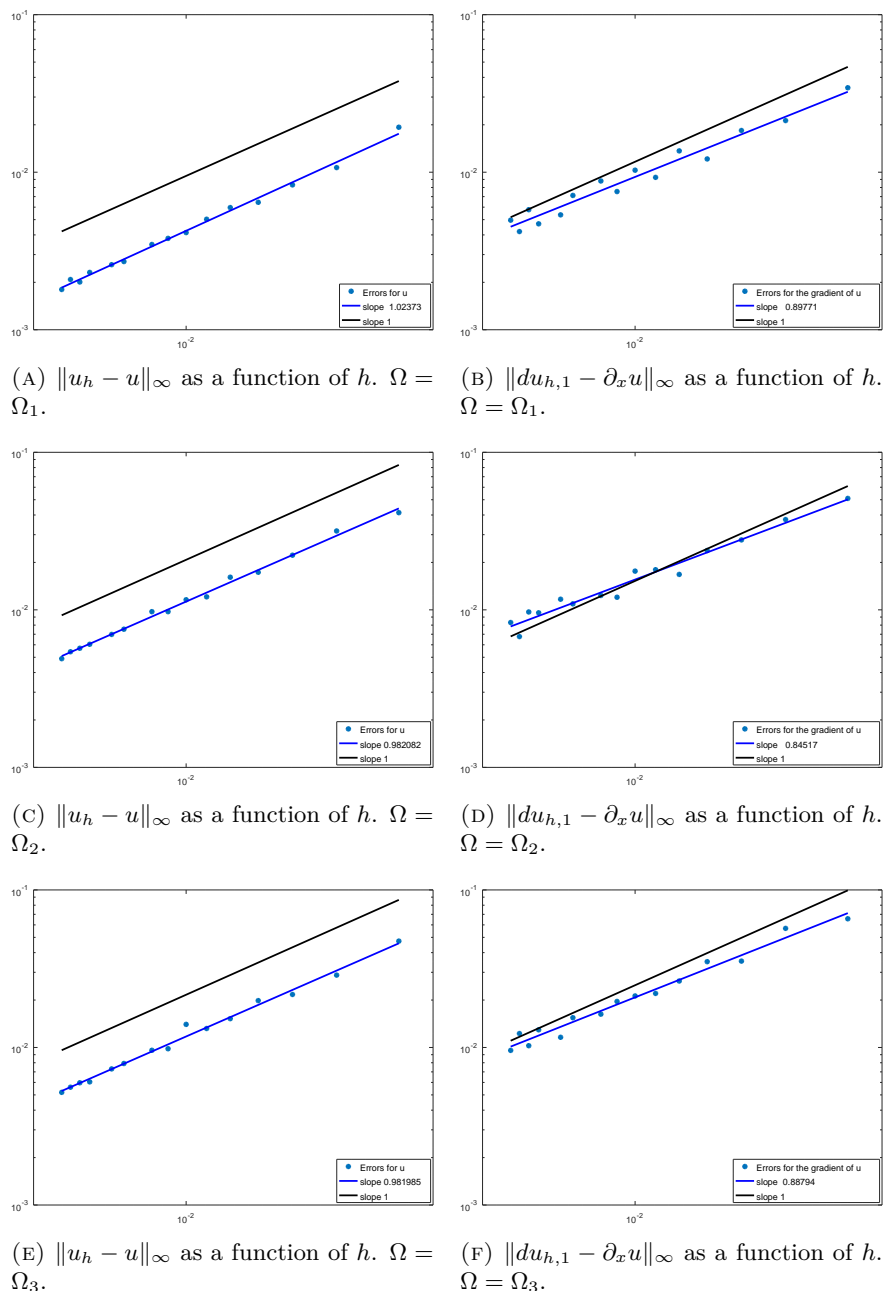 10^{-1}
10^{-2}
10^{-3}
10^{-2}
Errors for u
slope 1.02373
slope 1
(A) ‖u_h − u‖_∞ as a function of h. Ω =
Ω_1.
10^{-1}
10^{-2}
10^{-3}
10^{-2}
Errors for the gradient of u
slope 0.89771
slope 1
(B) ‖du_{h,1} − ∂_x u‖_∞ as a function of h.
Ω = Ω_1.
10^{-1}
10^{-2}
10^{-3}
10^{-2}
Errors for u
slope 0.982082
slope 1
(C) ‖u_h − u‖_∞ as a function of h. Ω =
Ω_2.
10^{-1}
10^{-2}
10^{-3}
10^{-2}
Errors for the gradient of u
slope 0.84517
slope 1
(D) ‖du_{h,1} − ∂_x u‖_∞ as a function of h.
Ω = Ω_2.
10^{-1}
10^{-2}
10^{-3}
10^{-2}
Errors for u
slope 0.981985
slope 1
(E) ‖u_h − u‖_∞ as a function of h. Ω =
Ω_3.
10^{-1}
10^{-2}
10^{-3}
10^{-2}
Errors for the gradient of u
slope 0.88794
slope 1
(F) ‖du_{h,1} − ∂_x u‖_∞ as a function of h.
Ω = Ω_3.